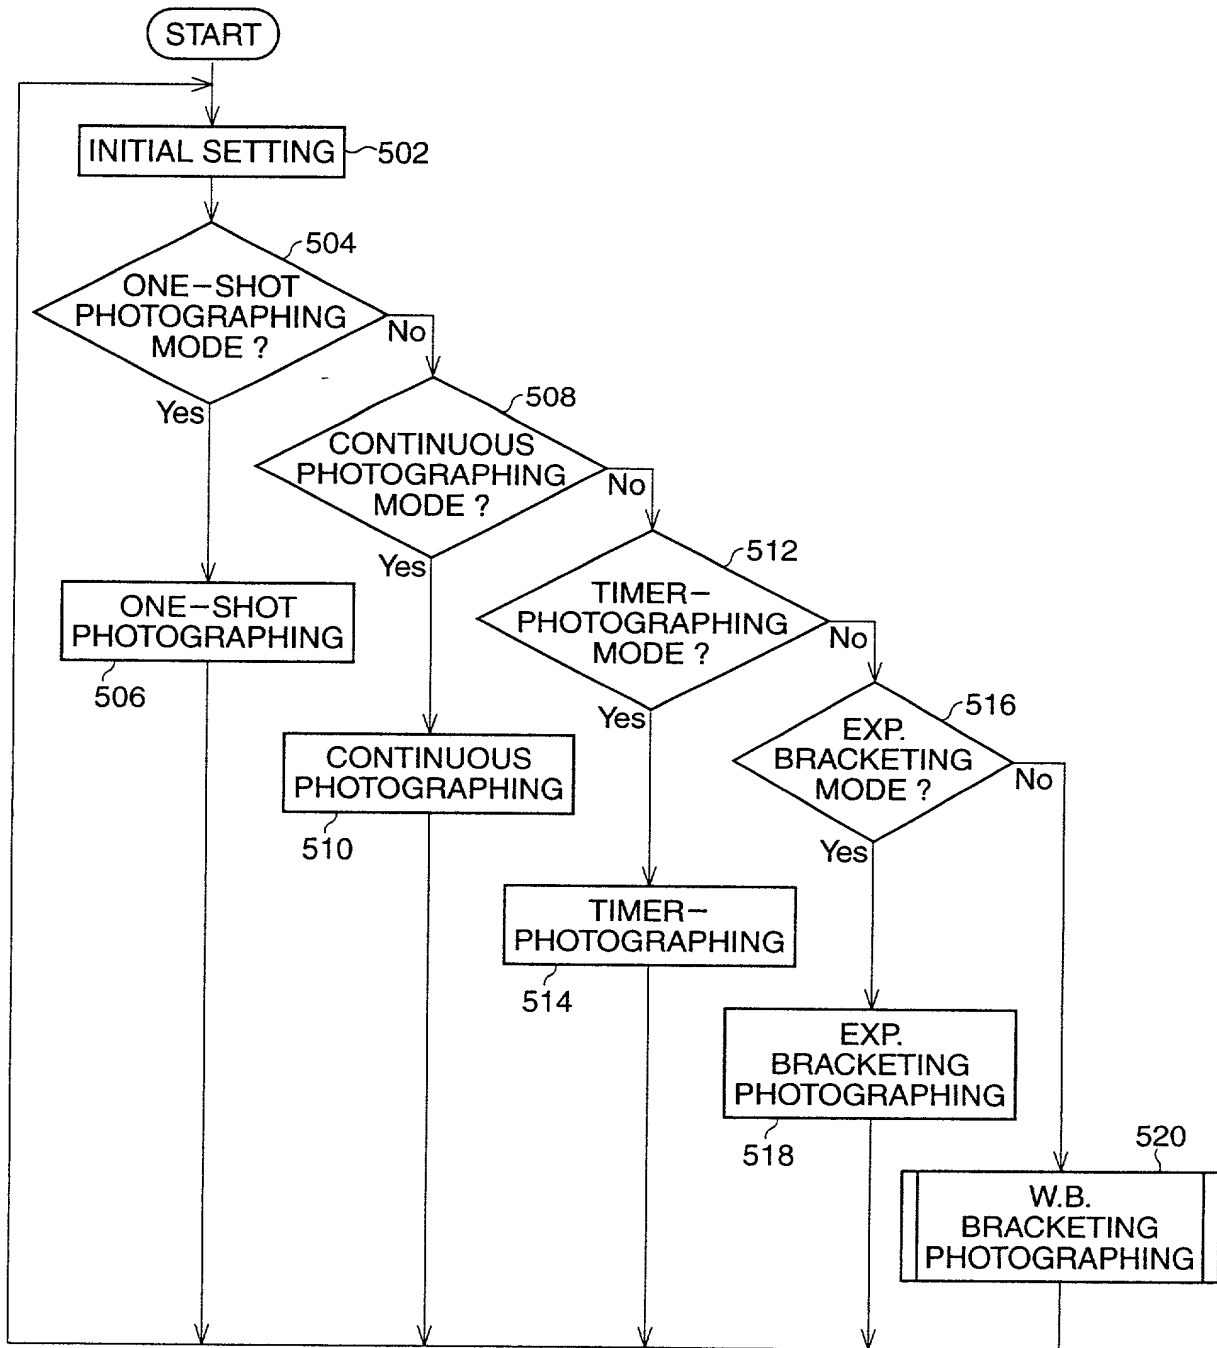 START
INITIAL SETTING
502
504
ONE-SHOT
PHOTOGRAPHING
MODE ?
No
Yes
508
CONTINUOUS
PHOTOGRAPHING
MODE ?
No
Yes
512
TIMER-
PHOTOGRAPHING
MODE ?
No
Yes
ONE-SHOT
PHOTOGRAPHING
506
516
EXP.
BRACKETING
MODE ?
No
Yes
CONTINUOUS
PHOTOGRAPHING
510
TIMER-
PHOTOGRAPHING
514
EXP.
BRACKETING
PHOTOGRAPHING
518
520
W.B.
BRACKETING
PHOTOGRAPHING